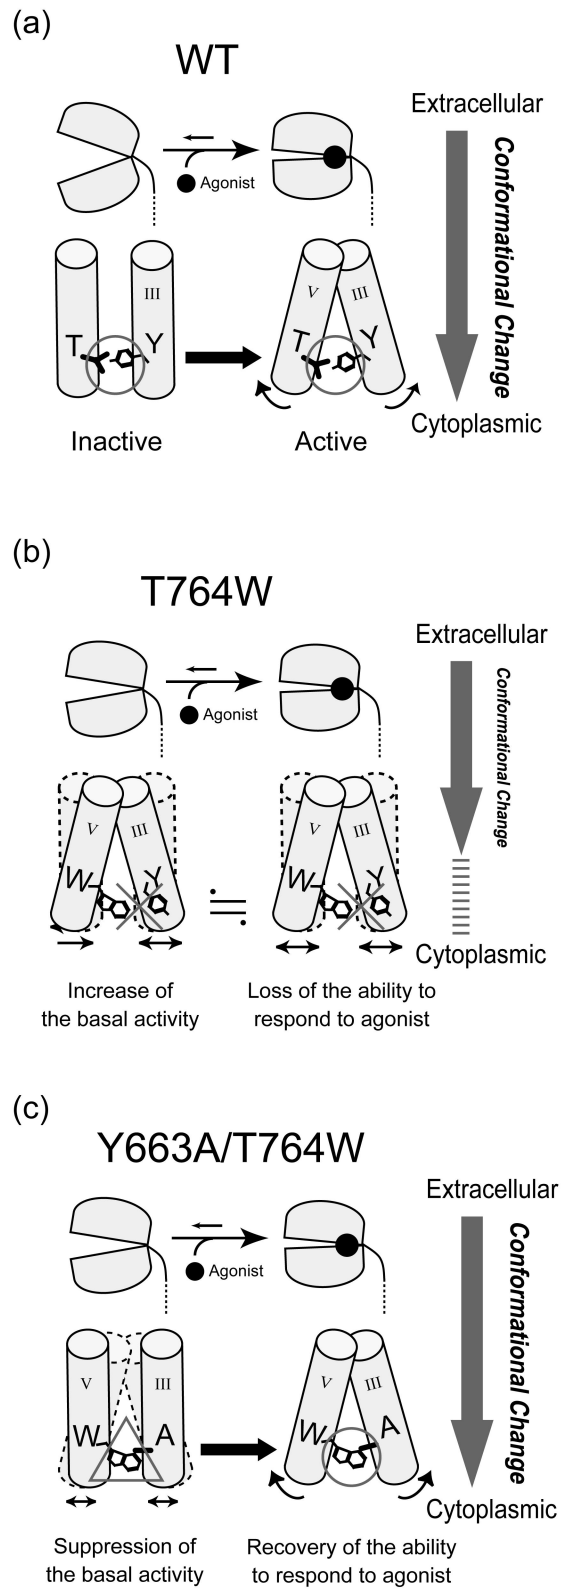 (a)
WT
Extracellular
Agonist
Conformational Change
III
V
III
T
Y
T
Y
Cytoplasmic
Inactive
Active
(b)
T764W
Extracellular
Agonist
Conformational Change
V
III
V
III
W
Y
W
Y
≒
Cytoplasmic
Increase of
the basal activity
Loss of the ability to
respond to agonist
(c)
Y663A/T764W
Extracellular
Agonist
Conformational Change
V
III
V
III
W
A
W
A
Cytoplasmic
Suppression of
the basal activity
Recovery of the ability
to respond to agonist